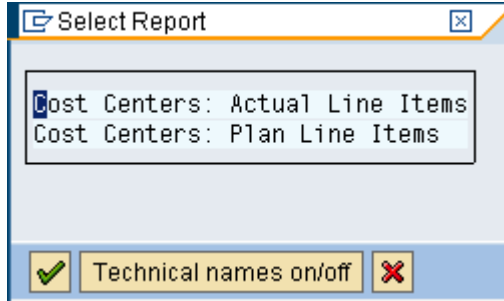 Select Report
Cost Centers: Actual Line Items
Cost Centers: Plan Line Items
Technical names on/off